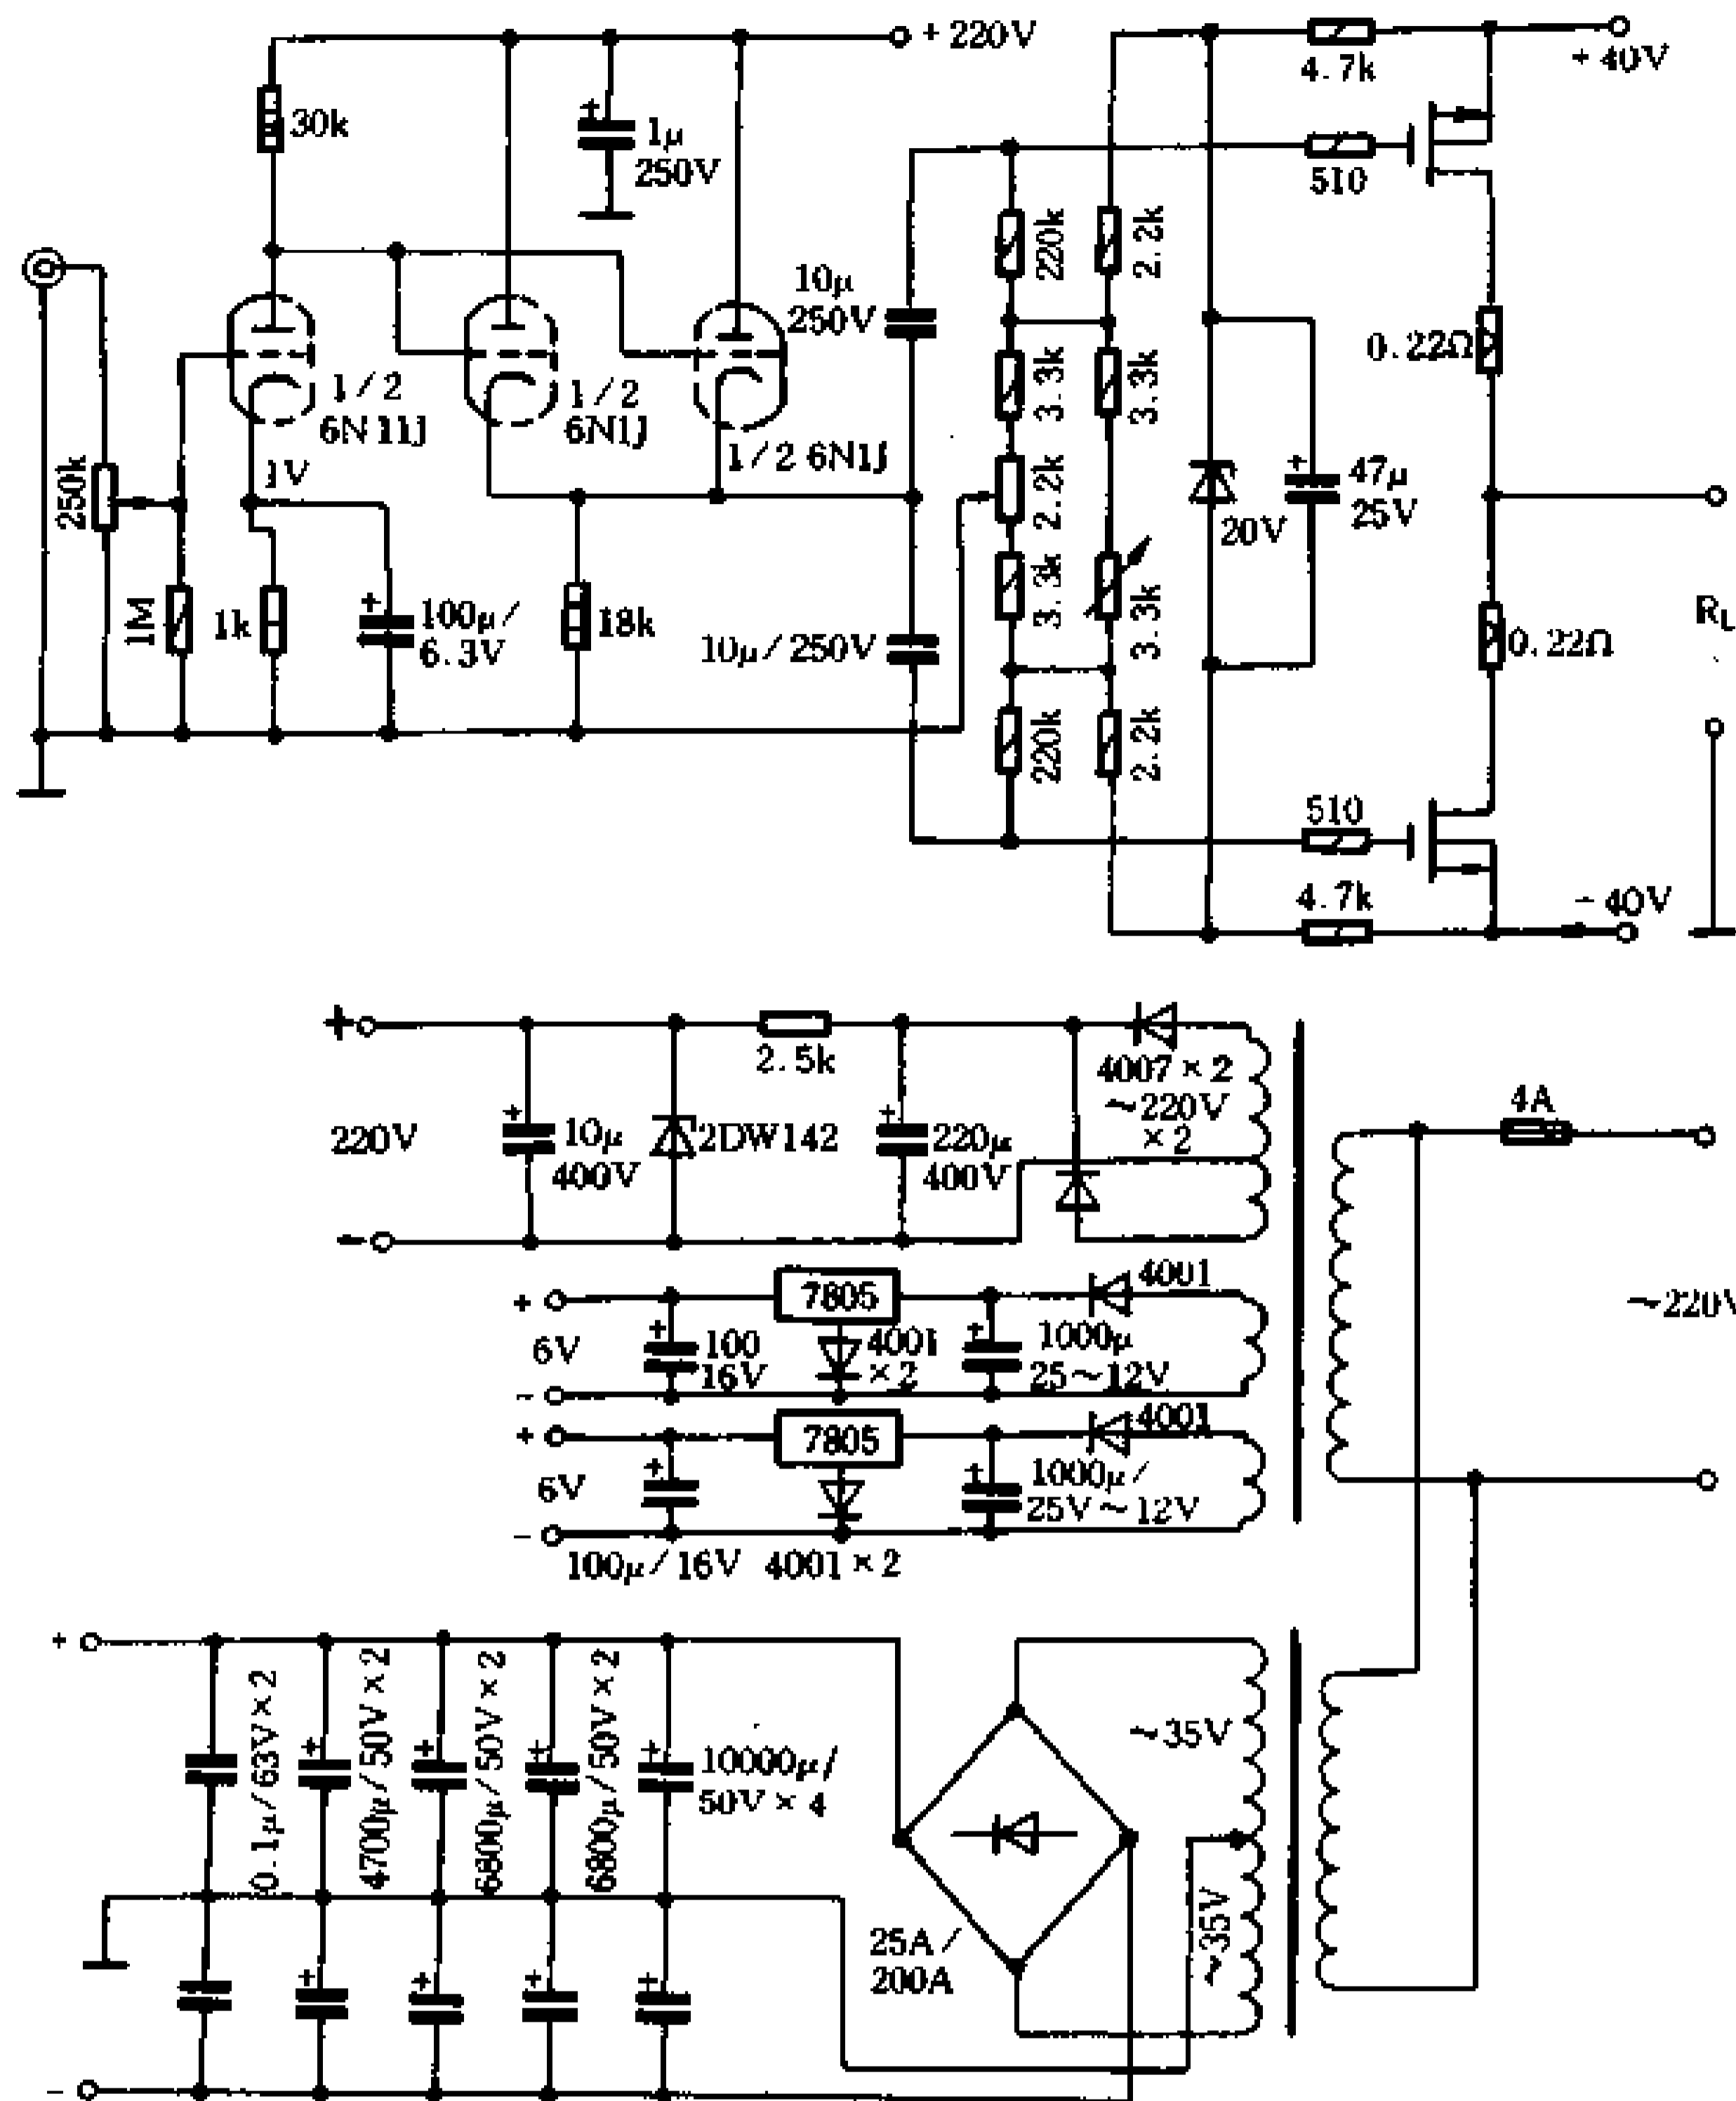 +220V
4.7k
+40V
30k
1μ
250V
510
220k
2.2k
10μ
250V
0.22Ω
3.3k
3.3k
1/2
6N11J
1/2
6N1J
1/2 6N1J
1V
250k
2.2k
20V
47μ
25V
1M
1k
100μ/
6.3V
18k
10μ/250V
3.3k
3.3k
0.22Ω
RL
220k
2.2k
510
4.7k
-40V
+
2.5k
4007×2
~220V
×2
4A
220V
10μ
400V
2DW142
220μ
400V
-
~220V
+
6V
-
100
16V
7805
4001
×2
1000μ
25~12V
4001
+
6V
-
7805
1000μ/
25V~12V
4001
100μ/16V
4001×2
+
0.1μ/63V×2
4700μ/50V×2
6800μ/50V×2
6800μ/50V×2
10000μ/
50V×4
~35V
25A/
200A
~35V
-